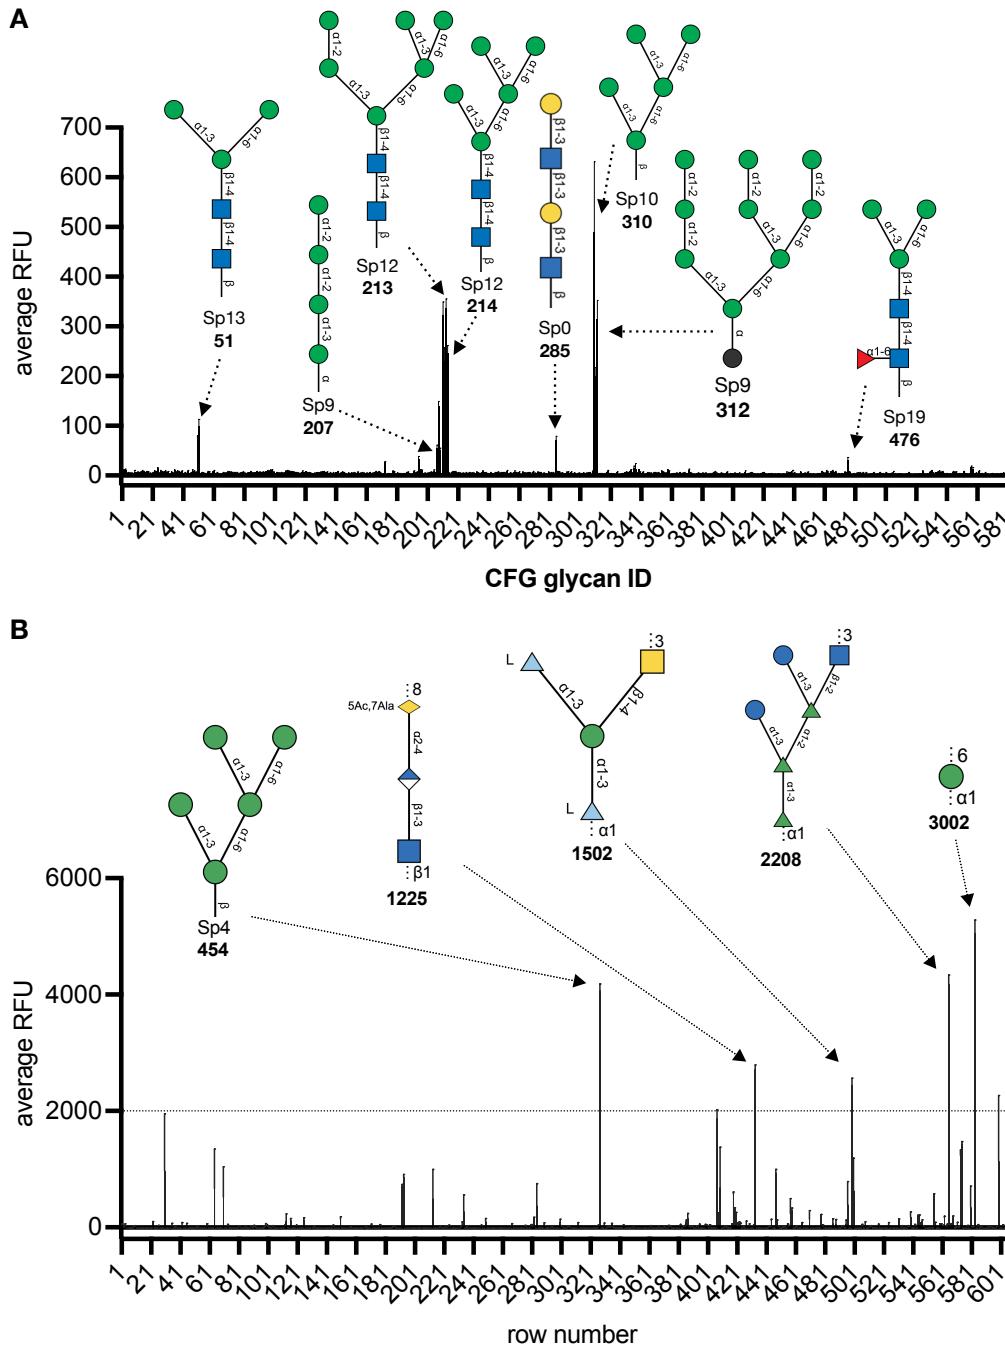 A
700
600
500
400
300
200
100
0
average RFU
α1-3
α1-6
β1-4
β1-4
β
Sp13
51
α1-2
α1-2
α1-3
α
Sp9
207
α1-2
α1-3
α1-6
α1-3
α1-6
β1-4
β1-4
β
Sp12
213
α1-3
α1-6
α1-3
α1-6
β1-4
β1-4
β
Sp12
214
β1-3
β1-3
β1-3
β
Sp0
285
α1-3
α1-6
α1-3
α1-6
β
Sp10
310
α1-2
α1-2
α1-2
α1-2
α1-3
α1-6
α1-3
α1-6
α
Sp9
312
α1-3
α1-6
β1-4
β1-4
α1-6
β
Sp19
476
1 21 41 61 81 101 121 141 161 181 201 221 241 261 281 301 321 341 361 381 401 421 441 461 481 501 521 541 561 581
CFG glycan ID
B
6000
4000
2000
0
average RFU
α1-3
α1-6
α1-3
α1-6
β
Sp4
454
8
5Ac,7Ala
α2-4
β1-3
β1
1225
L
3
α1-3
β1-4
α1-3
L
α1
1502
3
α1-3
β1-2
α1-3
α1-2
α1-3
α1
2208
6
α1
3002
1 21 41 61 81 101 121 141 161 181 201 221 241 261 281 301 321 341 361 381 401 421 441 461 481 501 521 541 561 581 601
row number